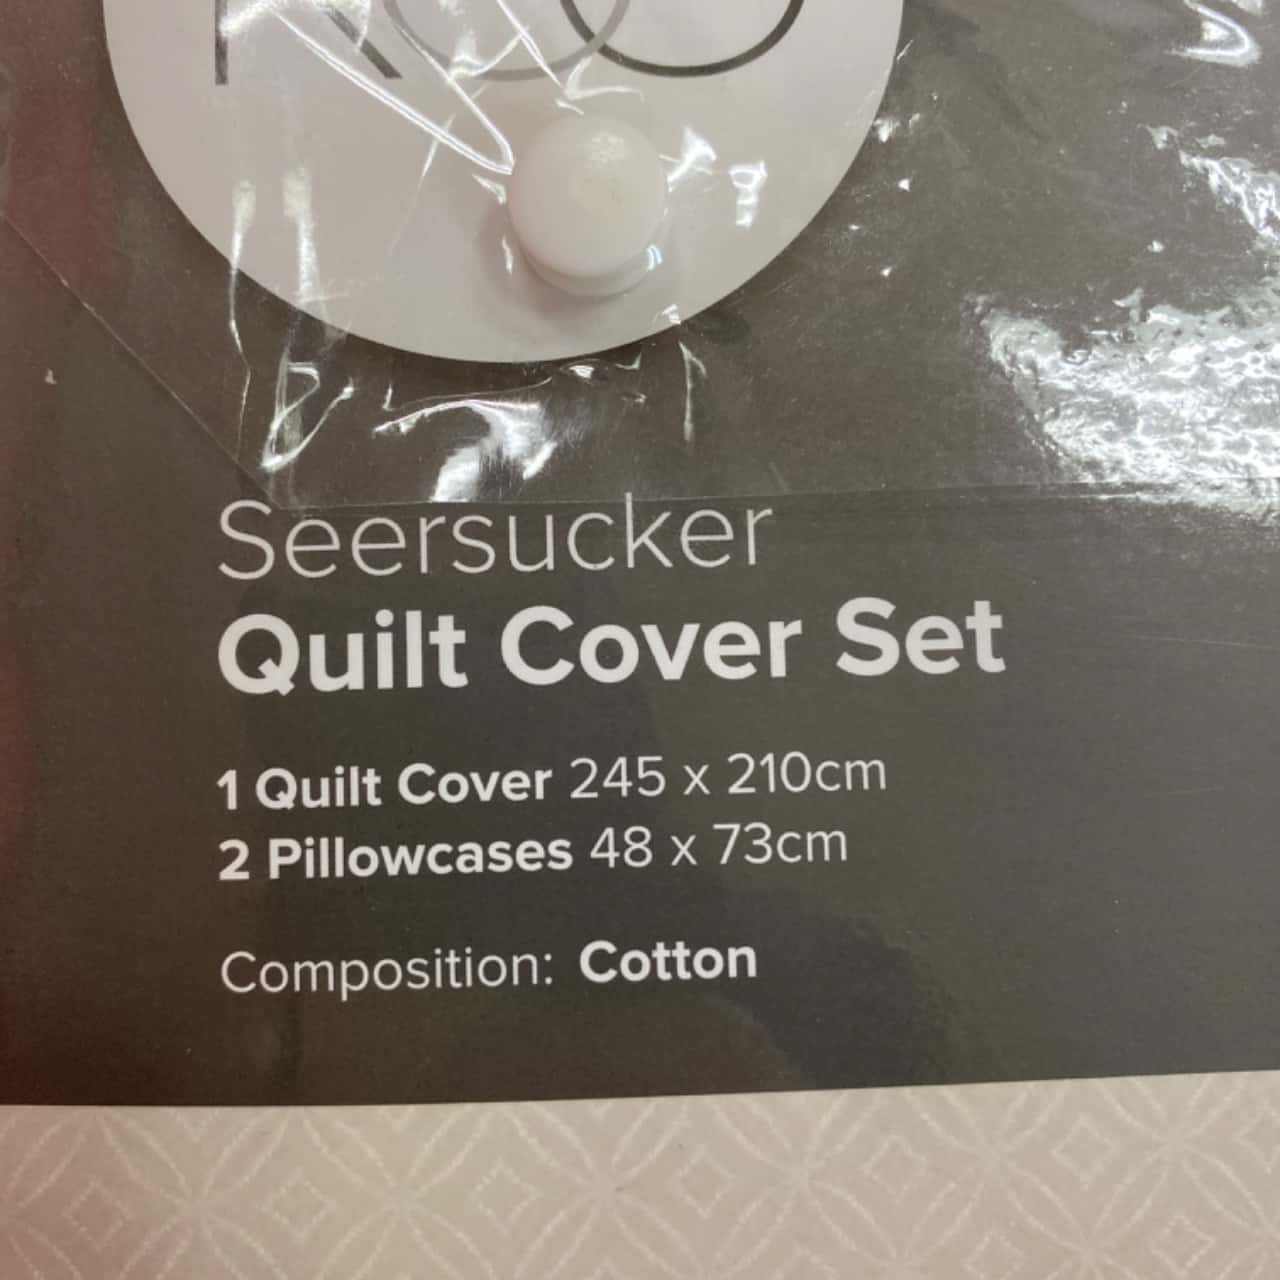 Seersucker
Quilt Cover Set
1 Quilt Cover 245 x 210cm
2 Pillowcases 48 x 73cm
Composition: Cotton